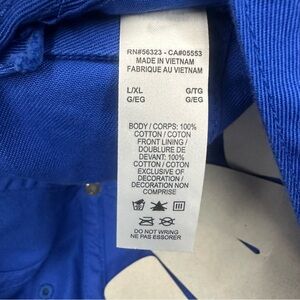 RN#56323 - CA#05553
MADE IN VIETNAM
FABRIQUE AU VIETNAM
L/XL G/TG
G/EG G/EG
BODY / CORPS: 100%
COTTON / COTON
FRONT LINING /
DOUBLURE DE
DEVANT: 100%
COTTON / COTON
EXCLUSIVE OF
DECORATION /
DECORATION NON
COMPRISE
DO NOT WRING
NE PAS ESSORER